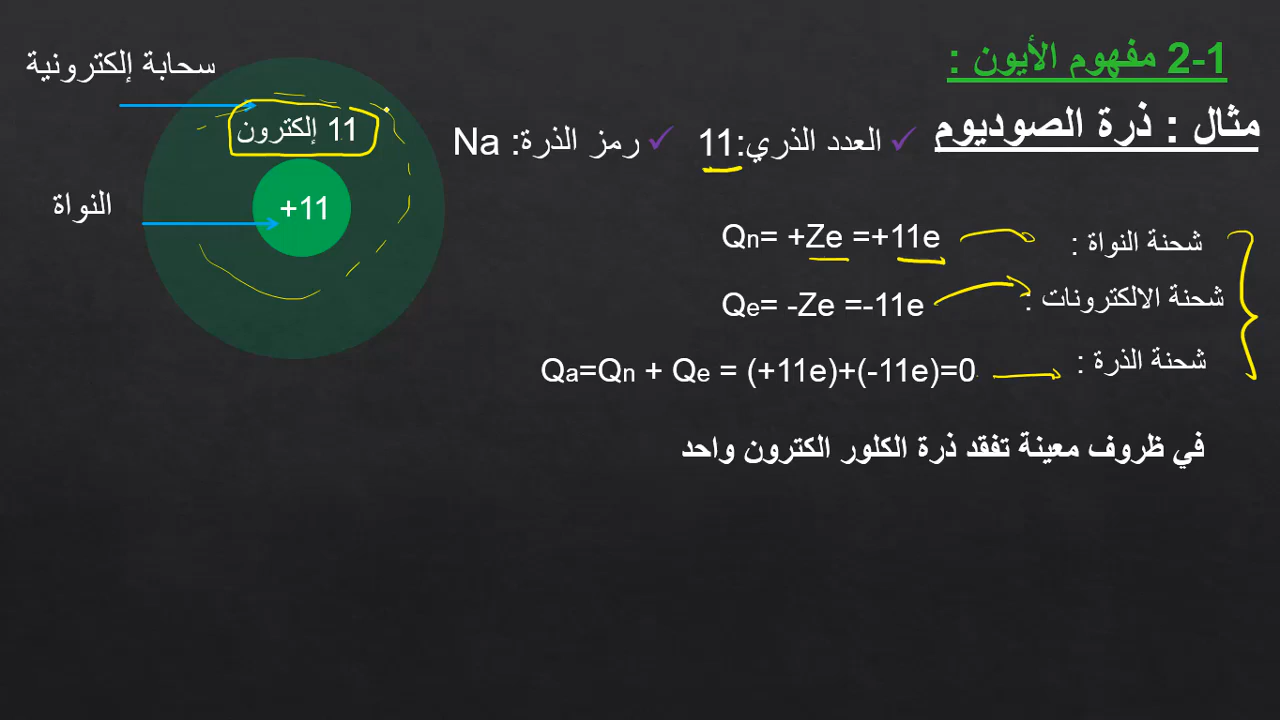 2-1 مفهوم الأيون :
مثال : ذرة الصوديوم
✓ العدد الذري:11
✓ رمز الذرة: Na
سحابة إلكترونية
11 إلكترون
النواة
+11
شحنة النواة : Qn= +Ze =+11e
شحنة الالكترونات : Qe= -Ze =-11e
شحنة الذرة : Qa=Qn + Qe = (+11e)+(-11e)=0
في ظروف معينة تفقد ذرة الكلور الكترون واحد